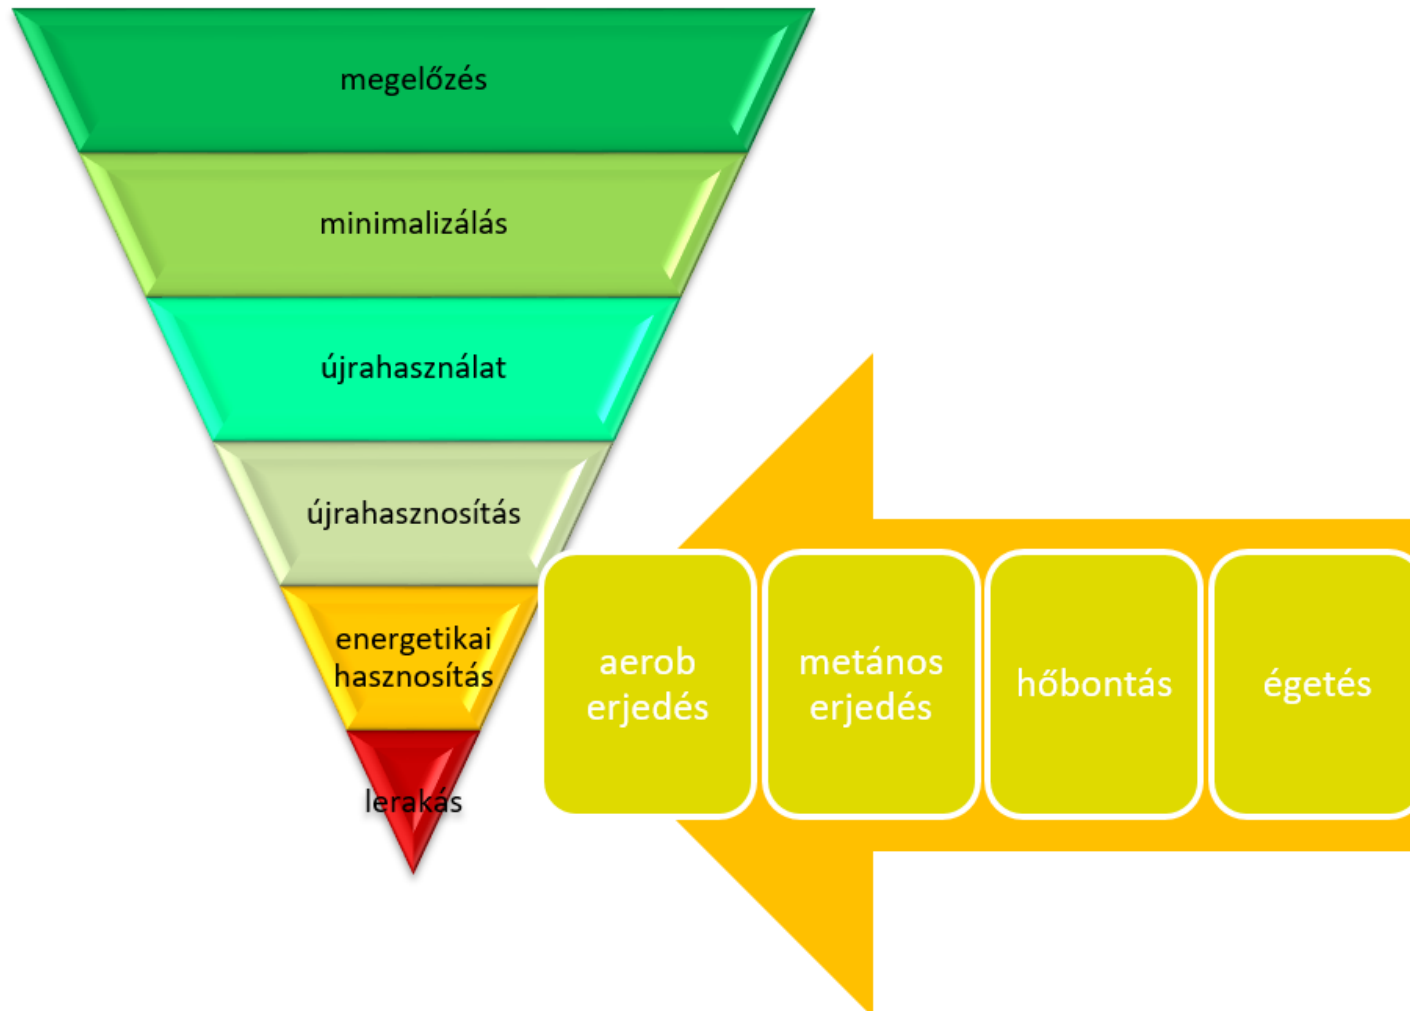 megelőzés
minimalizálás
újrahasználat
újrahasznosítás
energetikai
hasznosítás
lerakás
aerob
erjedés
metános
erjedés
hőbontás
égetés